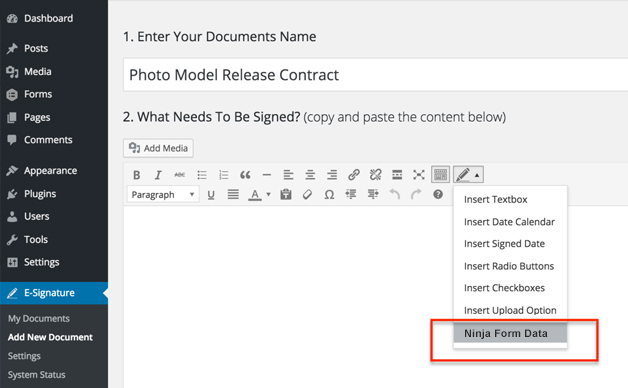 Dashboard
Posts
Media
Forms
Pages
Comments
Appearance
Plugins
Users
Tools
Settings
E-Signature
My Documents
Add New Document
Settings
System Status
1. Enter Your Documents Name
Photo Model Release Contract
2. What Needs To Be Signed? (copy and paste the content below)
Add Media
B I ABC
Paragraph U A Ω ?
Insert Textbox
Insert Date Calendar
Insert Signed Date
Insert Radio Buttons
Insert Checkboxes
Insert Upload Option
Ninja Form Data